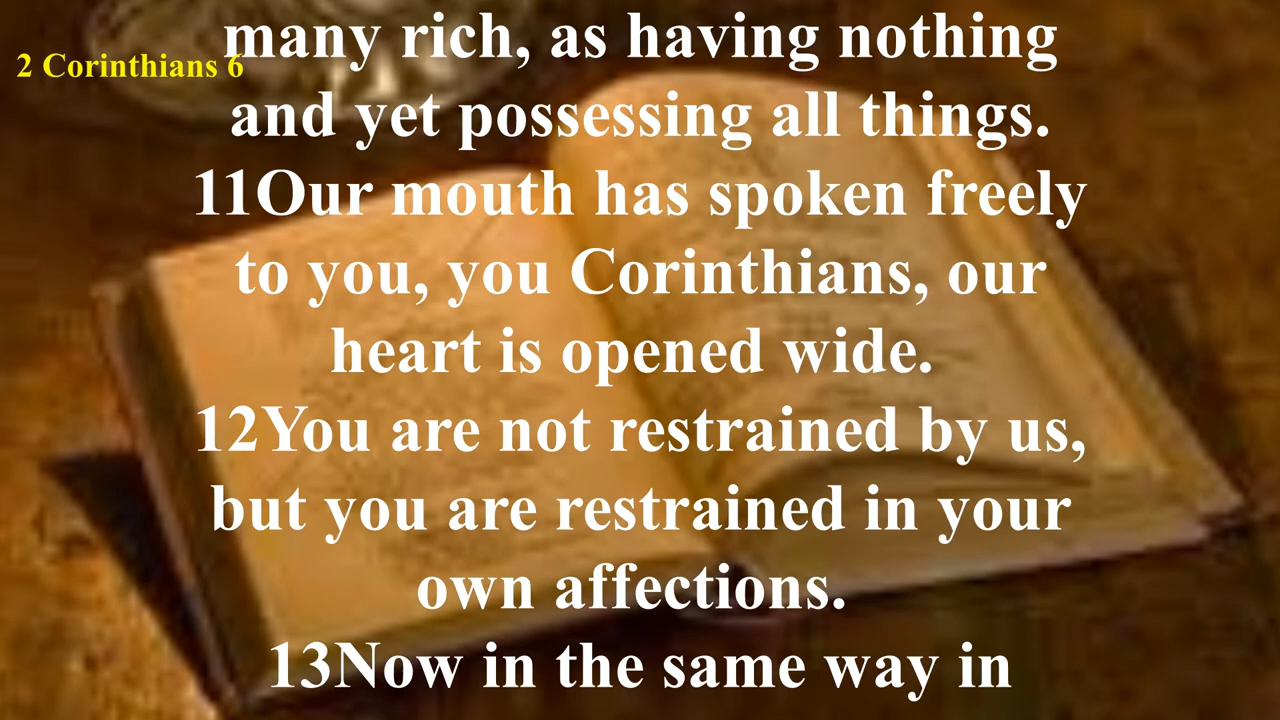 2 Corinthians 6
many rich, as having nothing
and yet possessing all things.
11Our mouth has spoken freely
to you, you Corinthians, our
heart is opened wide.
12You are not restrained by us,
but you are restrained in your
own affections.
13Now in the same way in